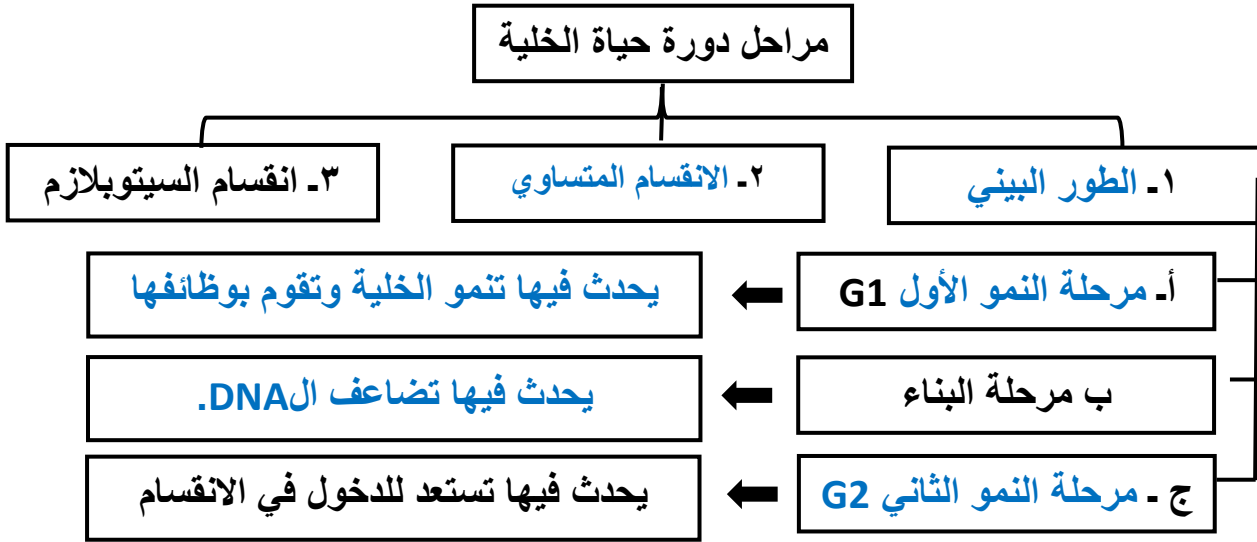 مراحل دورة حياة الخلية
١ـ الطور البيني
٢ـ الانقسام المتساوي
٣ـ انقسام السيتوبلازم
أـ مرحلة النمو الأول G1
يحدث فيها تنمو الخلية وتقوم بوظائفها
ب مرحلة البناء
يحدث فيها تضاعف الDNA.
ج ـ مرحلة النمو الثاني G2
يحدث فيها تستعد للدخول في الانقسام